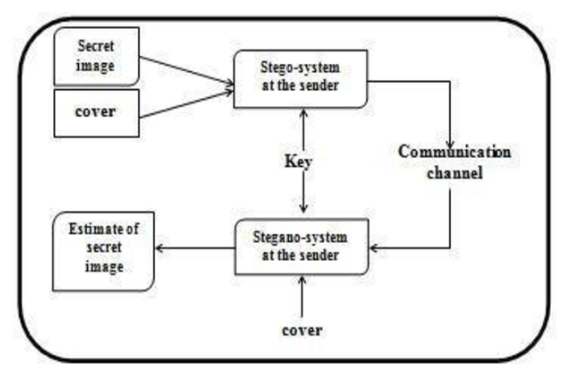 Secret
image
cover
Stego-system
at the sender
Key
Communication
channel
Estimate of
secret
image
Stegano-system
at the sender
cover